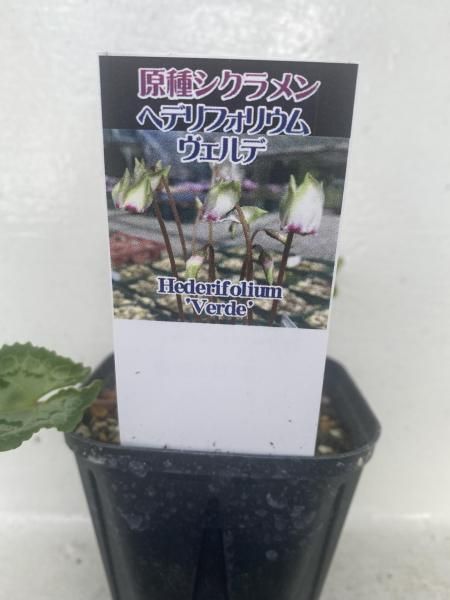 原種シクラメン
ヘデリフォリウム
ヴェルデ
Hederifolium
'Verde'